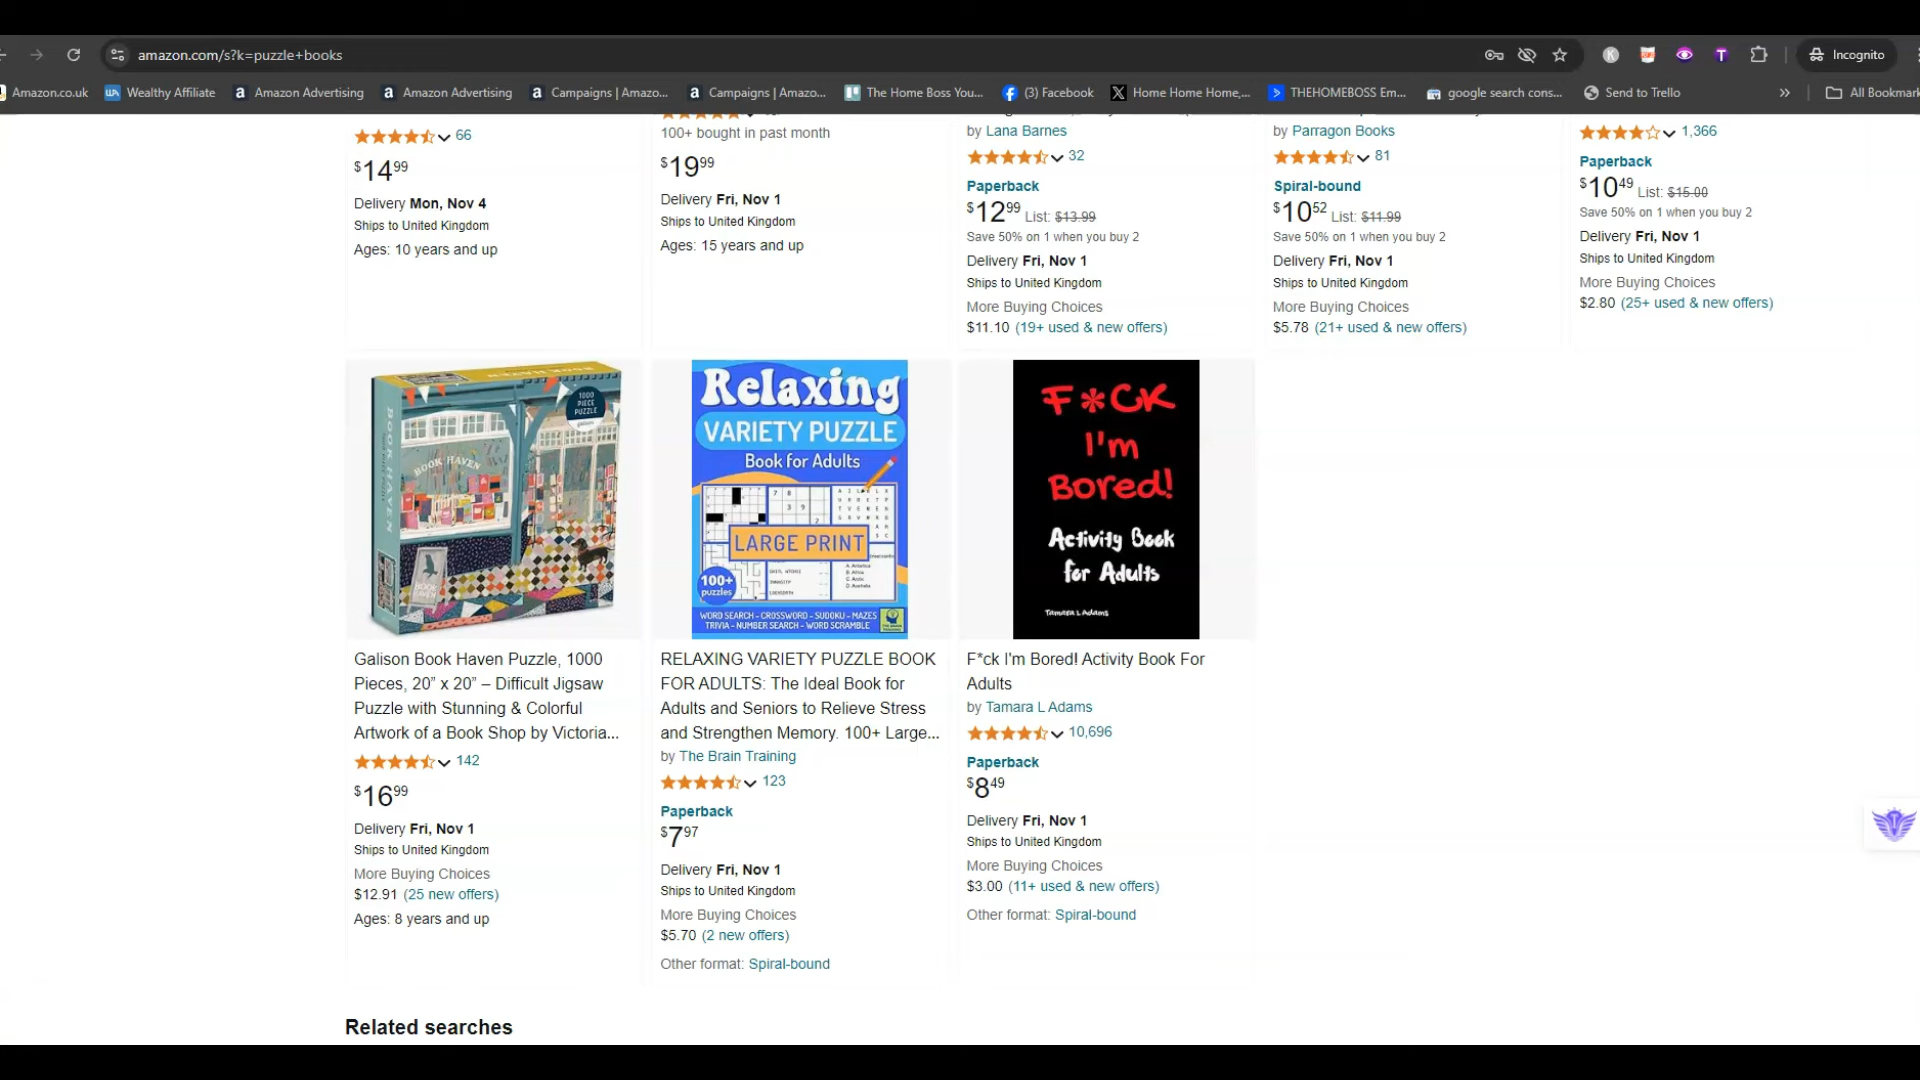 amazon.com/s?k=puzzle+books
Incognito
Amazon.co.uk
Wealthy Affiliate
Amazon Advertising
Amazon Advertising
Campaigns | Amazo...
Campaigns | Amazo...
The Home Boss You...
(3) Facebook
Home Home Home,...
THEHOMEBOSS Em...
google search cons...
Send to Trello
All Bookmark
66
$14.99
Delivery Mon, Nov 4
Ships to United Kingdom
Ages: 10 years and up
100+ bought in past month
$19.99
Delivery Fri, Nov 1
Ships to United Kingdom
Ages: 15 years and up
by Lana Barnes
32
Paperback
$12.99 List: $13.99
Save 50% on 1 when you buy 2
Delivery Fri, Nov 1
Ships to United Kingdom
More Buying Choices
$11.10 (19+ used & new offers)
by Parragon Books
81
Spiral-bound
$10.52 List: $11.99
Save 50% on 1 when you buy 2
Delivery Fri, Nov 1
Ships to United Kingdom
More Buying Choices
$5.78 (21+ used & new offers)
1,366
Paperback
$10.49 List: $15.00
Save 50% on 1 when you buy 2
Delivery Fri, Nov 1
Ships to United Kingdom
More Buying Choices
$2.80 (25+ used & new offers)
1000
PIECE
PUZZLE
BOOK HAVEN
BOOK HAVEN
Galison Book Haven Puzzle, 1000
Pieces, 20” x 20” – Difficult Jigsaw
Puzzle with Stunning & Colorful
Artwork of a Book Shop by Victoria...
142
$16.99
Delivery Fri, Nov 1
Ships to United Kingdom
More Buying Choices
$12.91 (25 new offers)
Ages: 8 years and up
Relaxing
VARIETY PUZZLE
Book for Adults
LARGE PRINT
100+
puzzles
WORD SEARCH - CROSSWORD - SUDOKU - MAZES
TRIVIA - NUMBER SEARCH - WORD SCRAMBLE
RELAXING VARIETY PUZZLE BOOK
FOR ADULTS: The Ideal Book for
Adults and Seniors to Relieve Stress
and Strengthen Memory. 100+ Large...
by The Brain Training
123
Paperback
$7.97
Delivery Fri, Nov 1
Ships to United Kingdom
More Buying Choices
$5.70 (2 new offers)
Other format: Spiral-bound
F*CK
I'm
Bored!
Activity Book
for Adults
Tamara L Adams
F*ck I'm Bored! Activity Book For
Adults
by Tamara L Adams
10,696
Paperback
$8.49
Delivery Fri, Nov 1
Ships to United Kingdom
More Buying Choices
$3.00 (11+ used & new offers)
Other format: Spiral-bound
Related searches